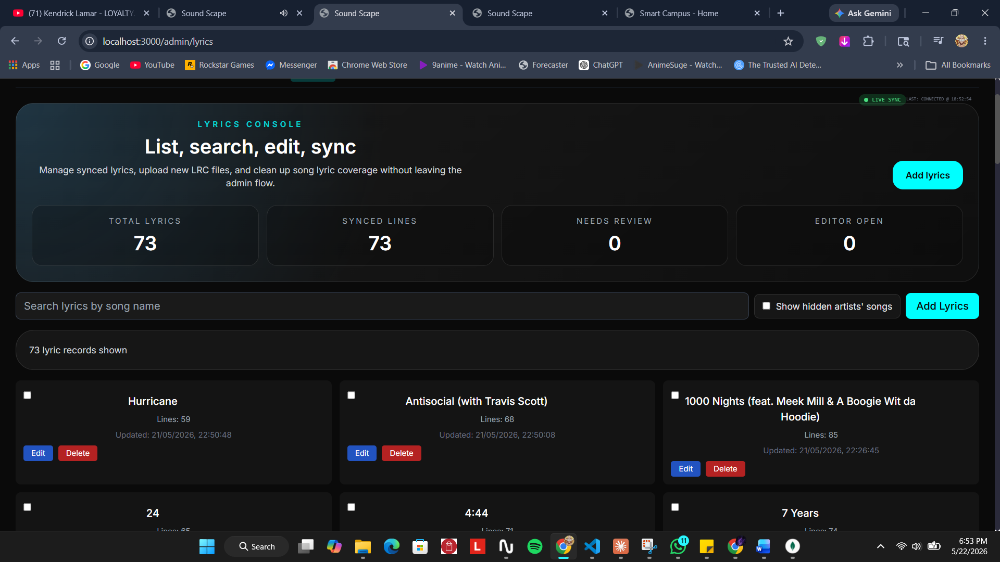 (71) Kendrick Lamar - LOYALTY.
Sound Scape
Sound Scape
Sound Scape
Smart Campus - Home
Ask Gemini
localhost:3000/admin/lyrics
Apps
Google
YouTube
Rockstar Games
Messenger
Chrome Web Store
9anime - Watch Ani...
Forecaster
ChatGPT
AnimeSuge - Watch...
The Trusted AI Dete...
All Bookmarks
LIVE SYNC
LAST: CONNECTED @ 18:52:54
LYRICS CONSOLE
List, search, edit, sync
Manage synced lyrics, upload new LRC files, and clean up song lyric coverage without leaving the
admin flow.
Add lyrics
TOTAL LYRICS
73
SYNCED LINES
73
NEEDS REVIEW
0
EDITOR OPEN
0
Search lyrics by song name
Show hidden artists' songs
Add Lyrics
73 lyric records shown
Hurricane
Lines: 59
Updated: 21/05/2026, 22:50:48
Edit
Delete
Antisocial (with Travis Scott)
Lines: 68
Updated: 21/05/2026, 22:50:08
Edit
Delete
1000 Nights (feat. Meek Mill & A Boogie Wit da
Hoodie)
Lines: 85
Updated: 21/05/2026, 22:26:45
Edit
Delete
24
Lines: 65
4:44
Lines: 71
7 Years
Lines: 74
Search
11
6:53 PM
5/22/2026